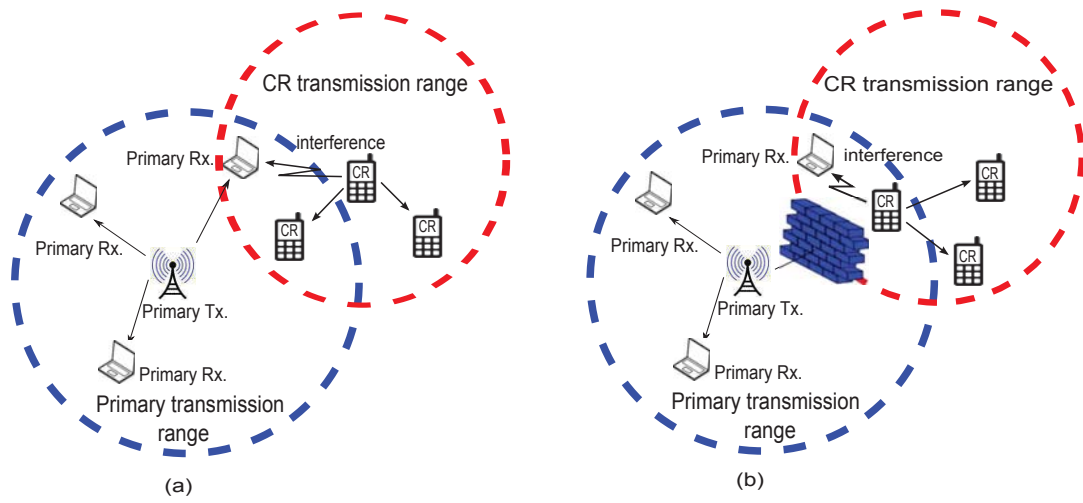 CR transmission range
interference
Primary Rx.
CR
CR
CR
Primary Rx.
Primary Tx.
Primary Rx.
Primary transmission
range
(a)
CR transmission range
Primary Rx.
interference
CR
CR
CR
Primary Rx.
Primary Tx.
Primary Rx.
Primary transmission
range
(b)